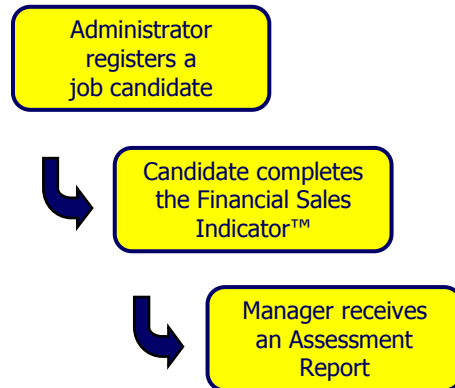 Administrator
registers a
job candidate
Candidate completes
the Financial Sales
Indicator™
Manager receives
an Assessment
Report